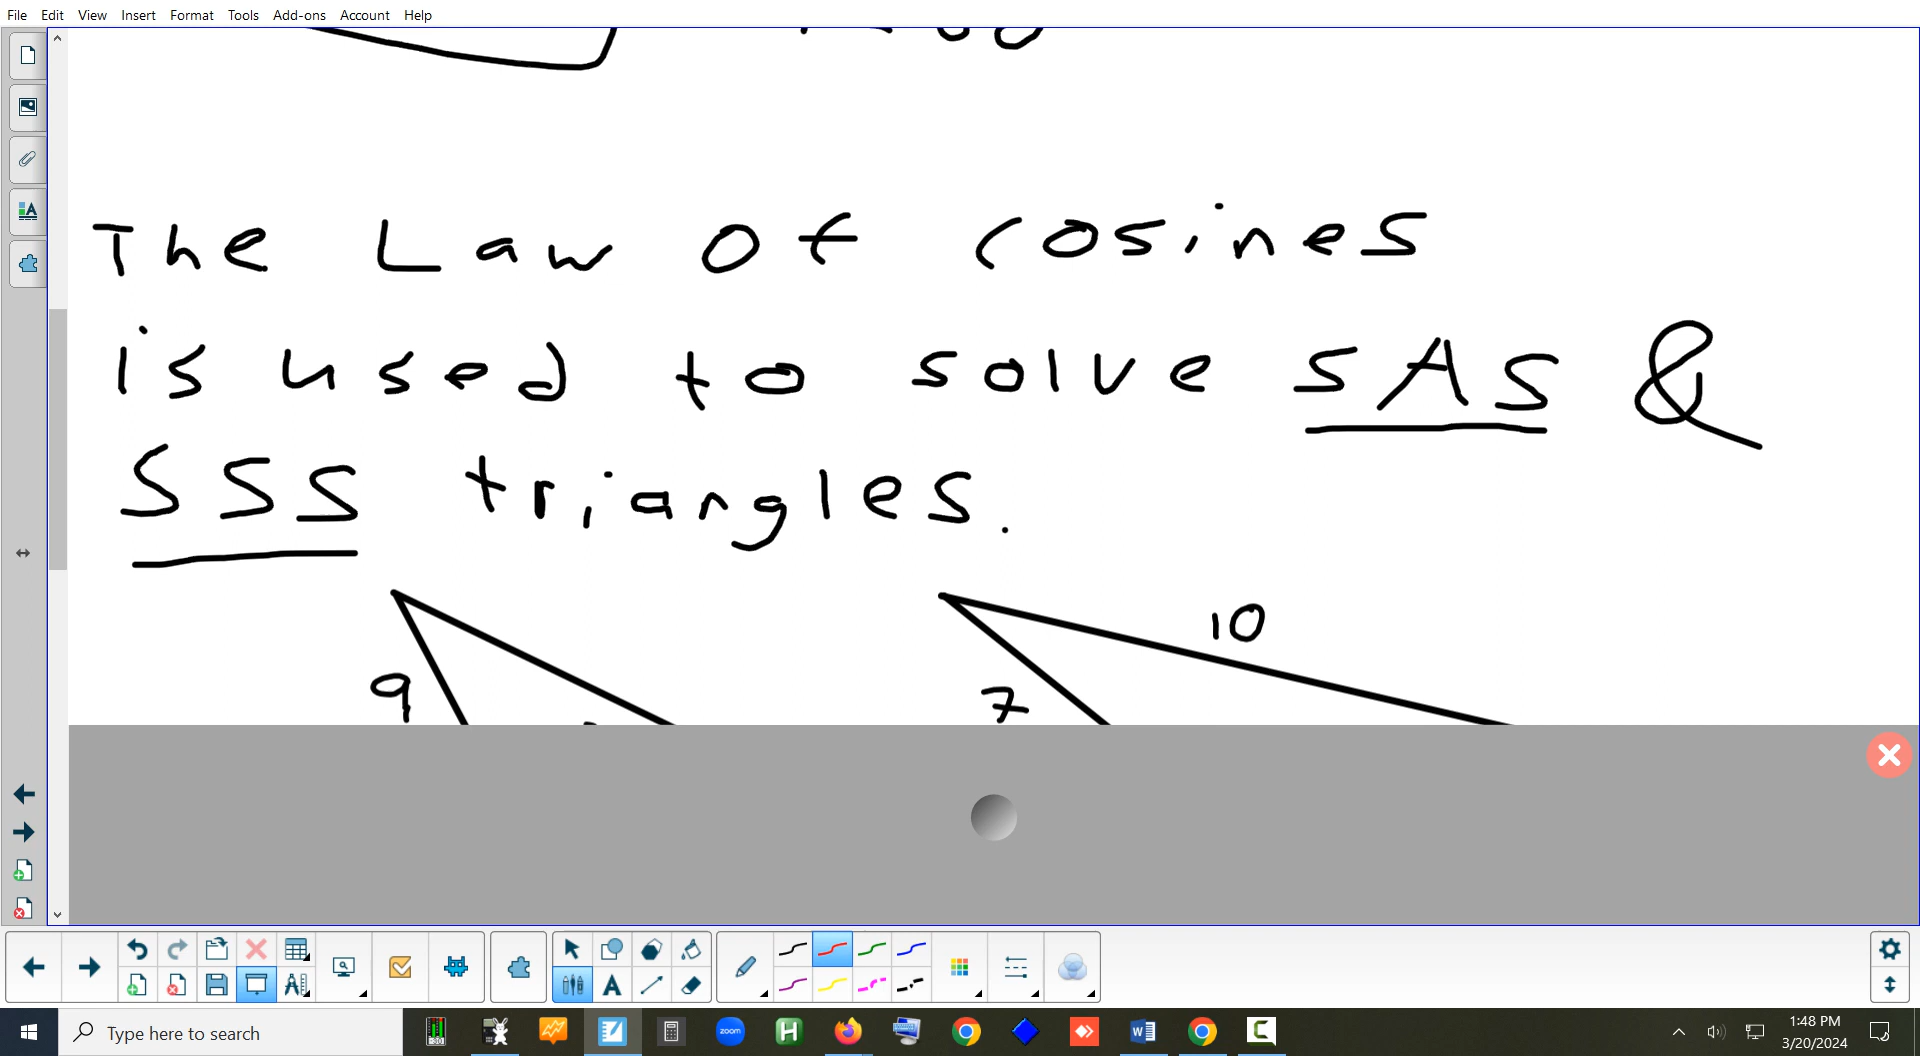 File Edit View Insert Format Tools Add-ons Account Help
The Law of cosines
is used to solve SAS &
SSS triangles.
10
9
7
Type here to search
zoom
1:48 PM
3/20/2024